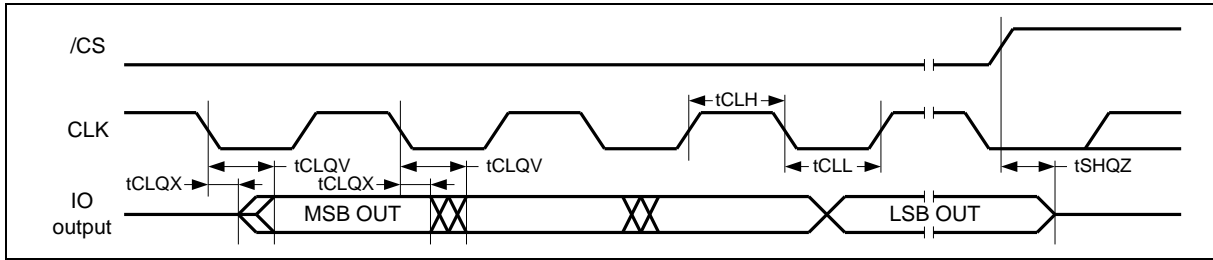 /CS
tCLH
CLK
tCLQV
tCLQV
tCLL
tSHQZ
tCLQX
tCLQX
IO
output
MSB OUT
LSB OUT